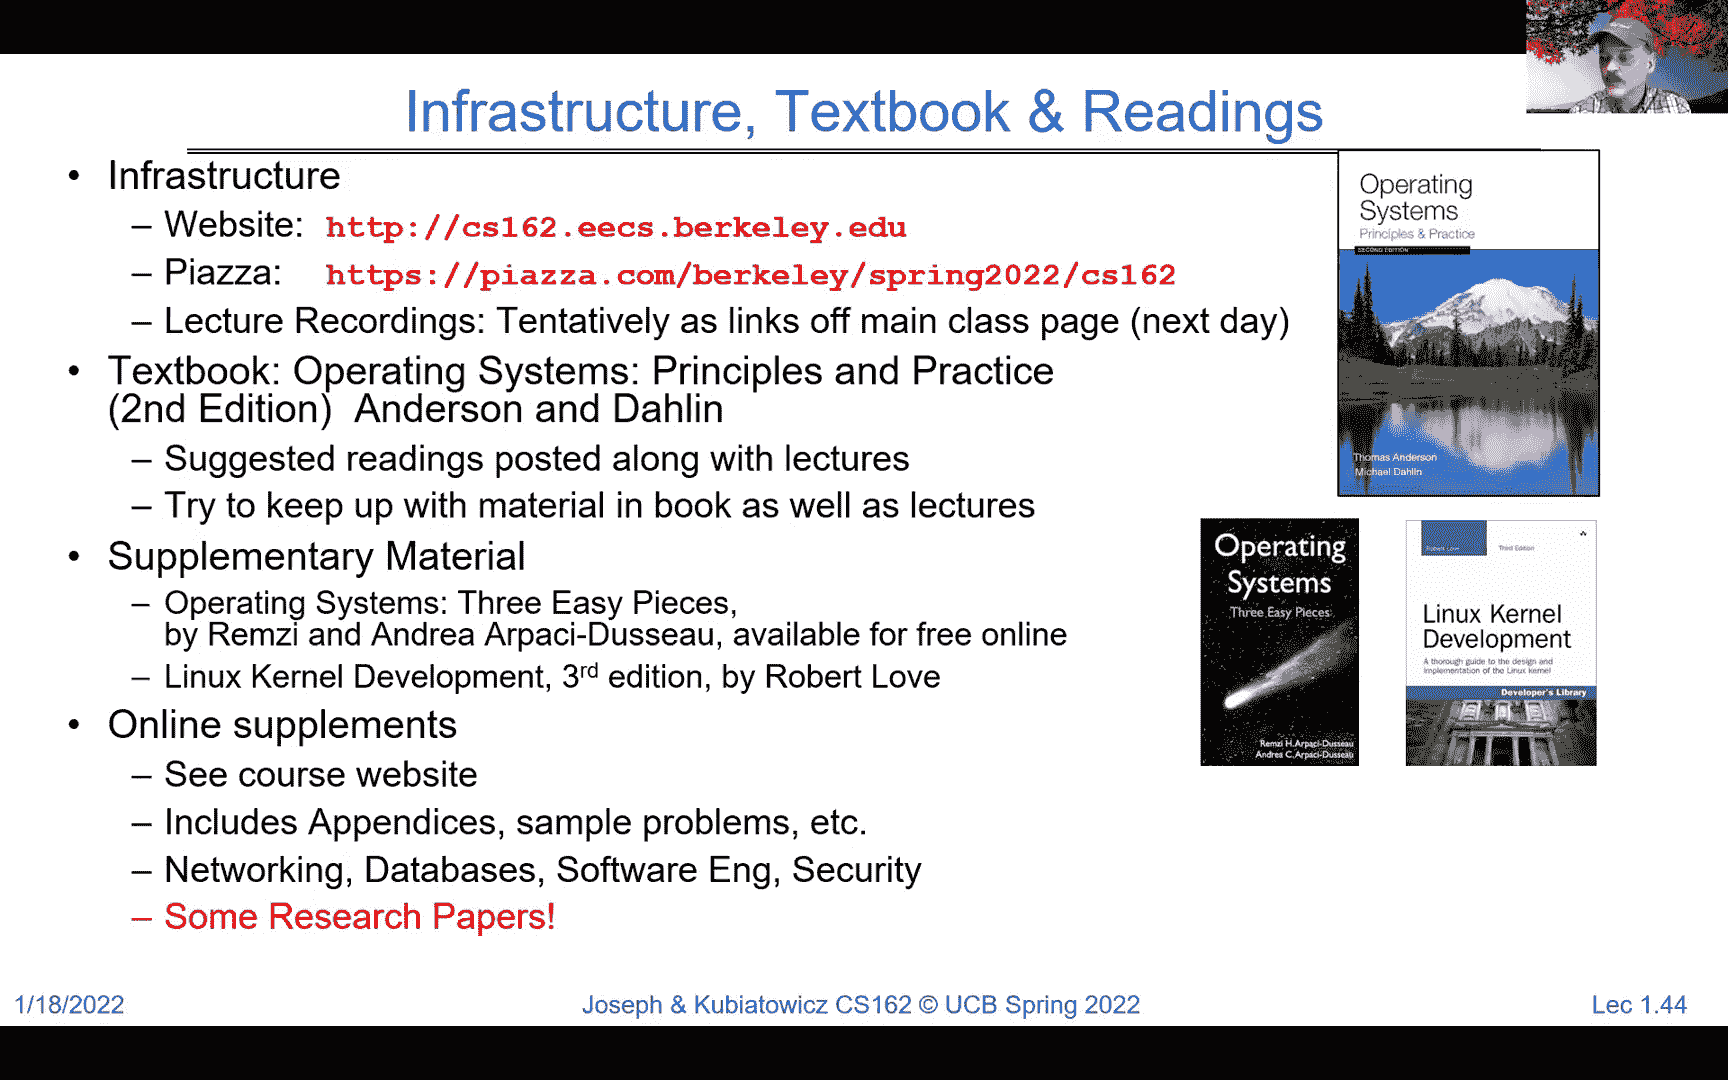 Infrastructure, Textbook & Readings
• Infrastructure
– Website: http://cs162.eecs.berkeley.edu
– Piazza: https://piazza.com/berkeley/spring2022/cs162
– Lecture Recordings: Tentatively as links off main class page (next day)
• Textbook: Operating Systems: Principles and Practice
(2nd Edition) Anderson and Dahlin
– Suggested readings posted along with lectures
– Try to keep up with material in book as well as lectures
• Supplementary Material
– Operating Systems: Three Easy Pieces,
by Remzi and Andrea Arpaci-Dusseau, available for free online
– Linux Kernel Development, 3rd edition, by Robert Love
• Online supplements
– See course website
– Includes Appendices, sample problems, etc.
– Networking, Databases, Software Eng, Security
– Some Research Papers!
Operating
Systems
Principles & Practice
SECOND EDITION
Thomas Anderson
Michael Dahlin
Operating
Systems
Three Easy Pieces
Remzi H. Arpaci-Dusseau
Andrea C. Arpaci-Dusseau
Robert Love
Third Edition
Linux Kernel
Development
A thorough guide to the design and
implementation of the Linux kernel
Developer's Library
1/18/2022
Joseph & Kubiatowicz CS162 © UCB Spring 2022
Lec 1.44